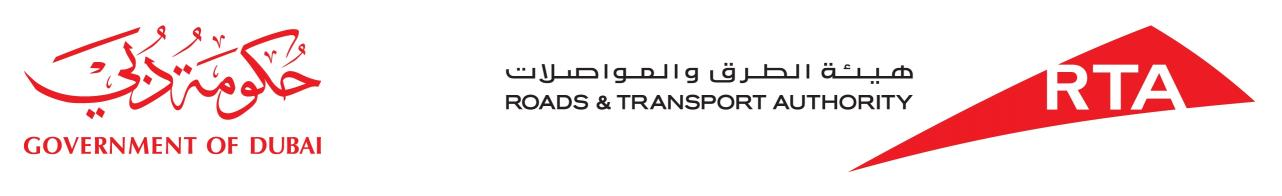 حكومة دبي
GOVERNMENT OF DUBAI
هيئة الطرق والمواصلات
ROADS & TRANSPORT AUTHORITY
RTA